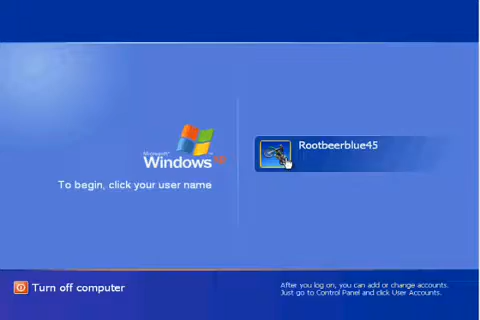 Microsoft
Windows xp
To begin, click your user name
Rootbeerblue45
Turn off computer
After you log on, you can add or change accounts.
Just go to Control Panel and click User Accounts.